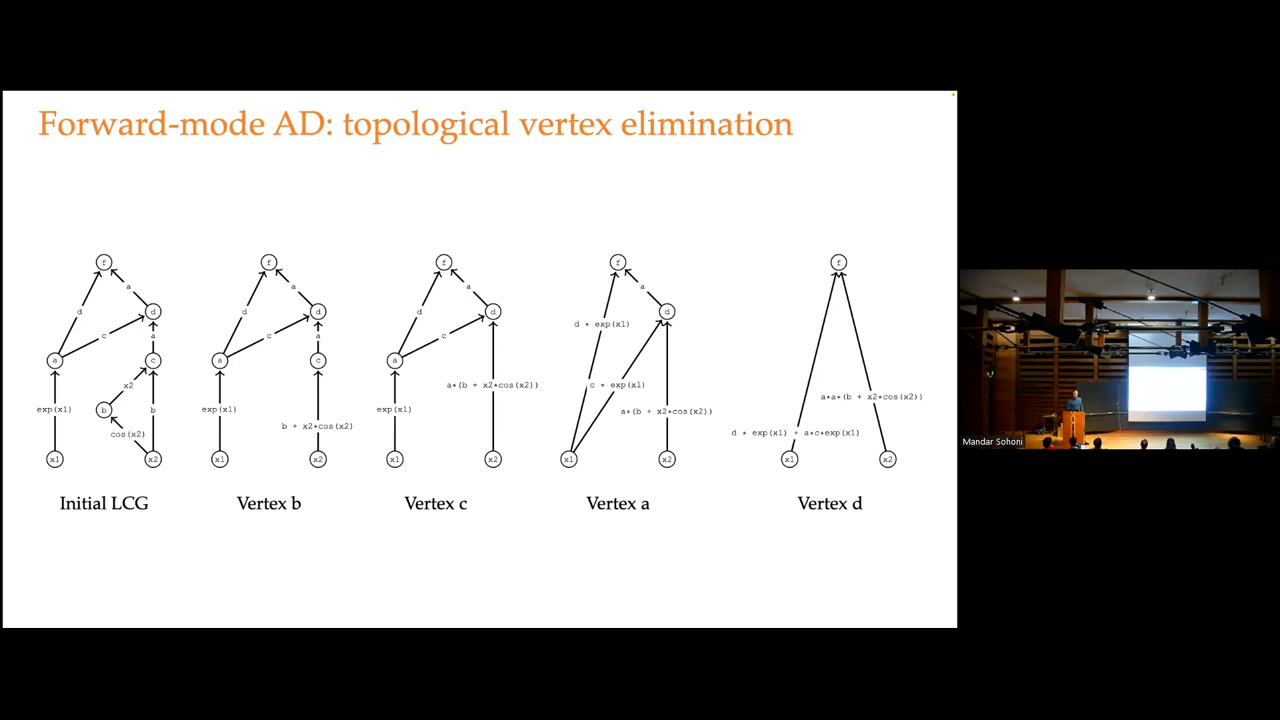 Forward-mode AD: topological vertex elimination
f
a
d
d
c
a
a
c
x2
exp(x1)
b
b
cos(x2)
x1
x2
Initial LCG
f
a
d
d
c
a
a
c
exp(x1)
b + x2*cos(x2)
x1
x2
Vertex b
f
a
d
d
c
a
a*(b + x2*cos(x2))
exp(x1)
x1
x2
Vertex c
f
a
d
d * exp(x1)
c * exp(x1)
a*(b + x2*cos(x2))
x1
x2
Vertex a
f
a*a*(b + x2*cos(x2))
d * exp(x1) + a*c*exp(x1)
x1
x2
Vertex d
Mandar Sohoni